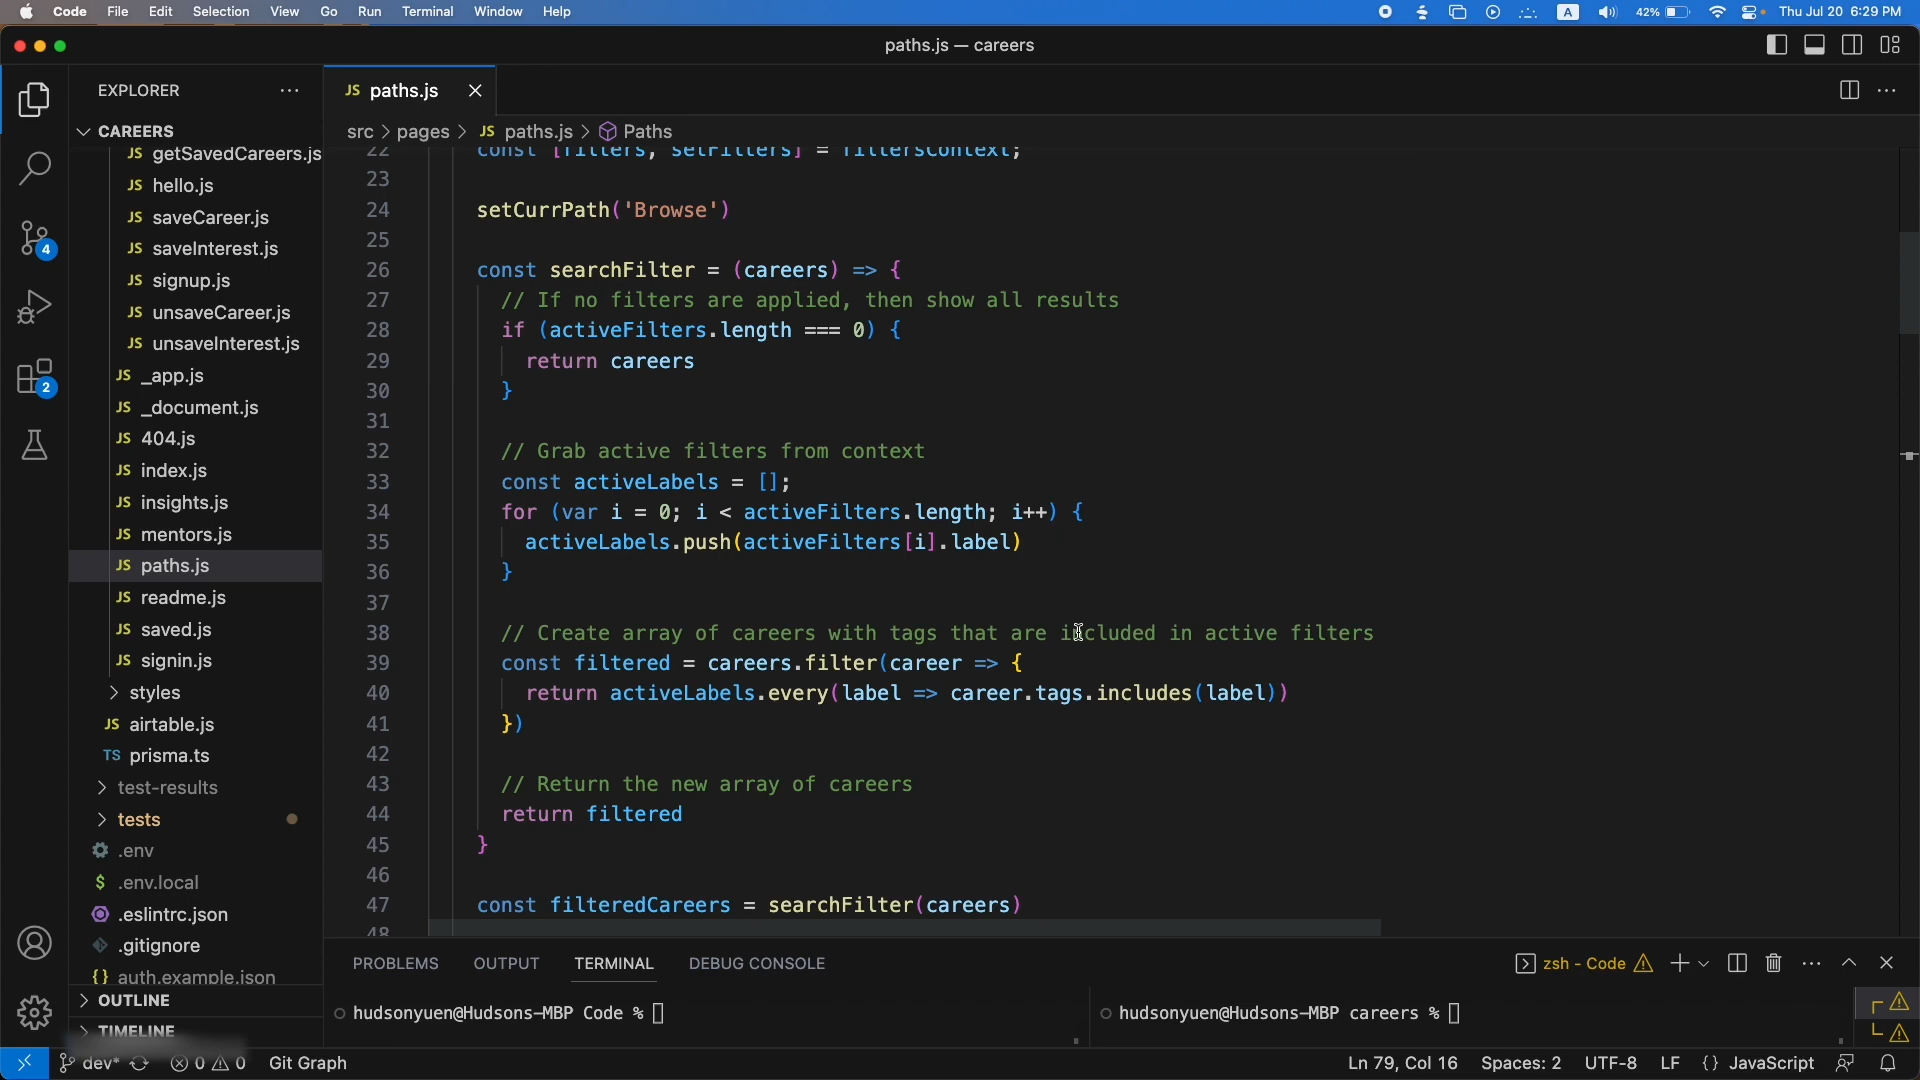 Code File Edit Selection View Go Run Terminal Window Help
A 42% Thu Jul 20 6:29 PM
paths.js — careers
EXPLORER
CAREERS
getSavedCareers.js
JS hello.js
JS saveCareer.js
JS saveInterest.js
JS signup.js
JS unsaveCareer.js
JS unsaveInterest.js
JS _app.js
JS _document.js
JS 404.js
JS index.js
JS insights.js
JS mentors.js
JS paths.js
JS readme.js
JS saved.js
JS signin.js
styles
JS airtable.js
TS prisma.ts
test-results
tests
.env
$ .env.local
.eslintrc.json
.gitignore
{} auth.example.json
OUTLINE
TIMELINE
4
2
JS paths.js
src > pages > JS paths.js > Paths
22 const [filters, setFilters] = filtersContext;
23
24 setCurrPath('Browse')
25
26 const searchFilter = (careers) => {
27 // If no filters are applied, then show all results
28 if (activeFilters.length === 0) {
29 return careers
30 }
31
32 // Grab active filters from context
33 const activeLabels = [];
34 for (var i = 0; i < activeFilters.length; i++) {
35 activeLabels.push(activeFilters[i].label)
36 }
37
38 // Create array of careers with tags that are included in active filters
39 const filtered = careers.filter(career => {
40 return activeLabels.every(label => career.tags.includes(label))
41 })
42
43 // Return the new array of careers
44 return filtered
45 }
46
47 const filteredCareers = searchFilter(careers)
48
PROBLEMS OUTPUT TERMINAL DEBUG CONSOLE
zsh - Code
hudsonyuen@Hudsons-MBP Code %
hudsonyuen@Hudsons-MBP careers %
dev* 0 0 Git Graph
Ln 79, Col 16 Spaces: 2 UTF-8 LF {} JavaScript